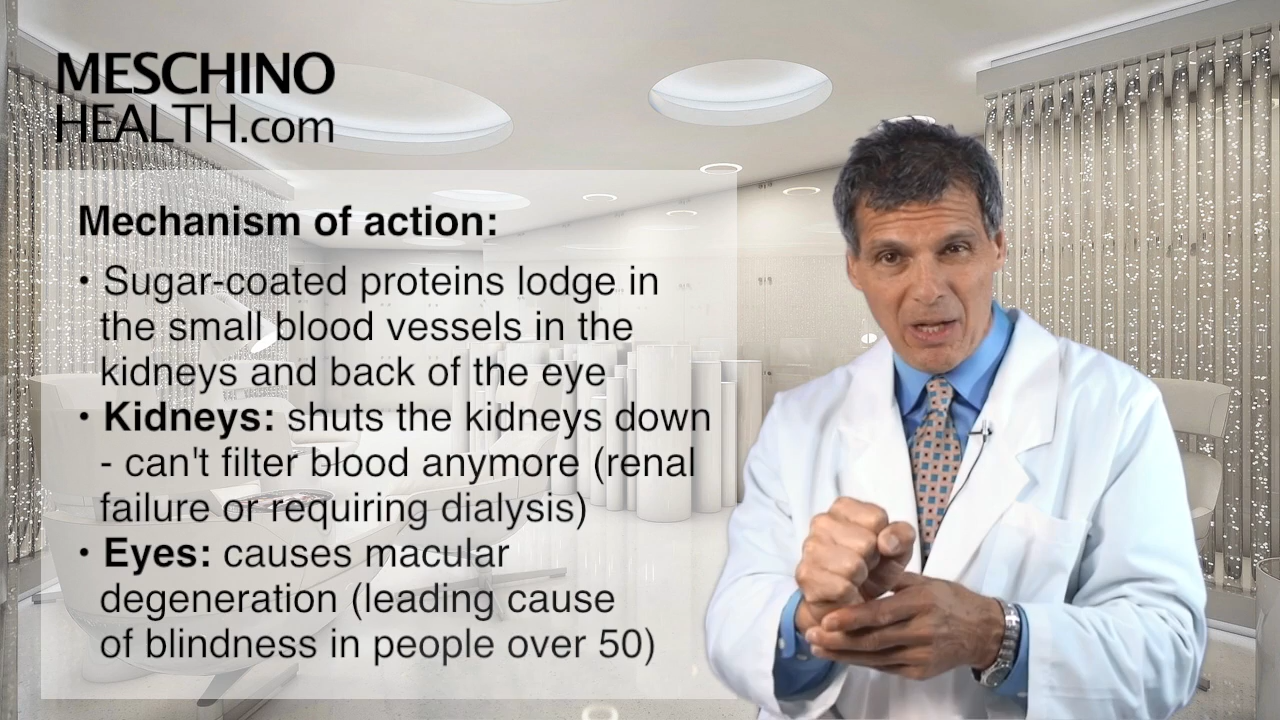 MESCHINO
HEALTH.com
Mechanism of action:
• Sugar-coated proteins lodge in
the small blood vessels in the
kidneys and back of the eye
• Kidneys: shuts the kidneys down
- can't filter blood anymore (renal
failure or requiring dialysis)
• Eyes: causes macular
degeneration (leading cause
of blindness in people over 50)